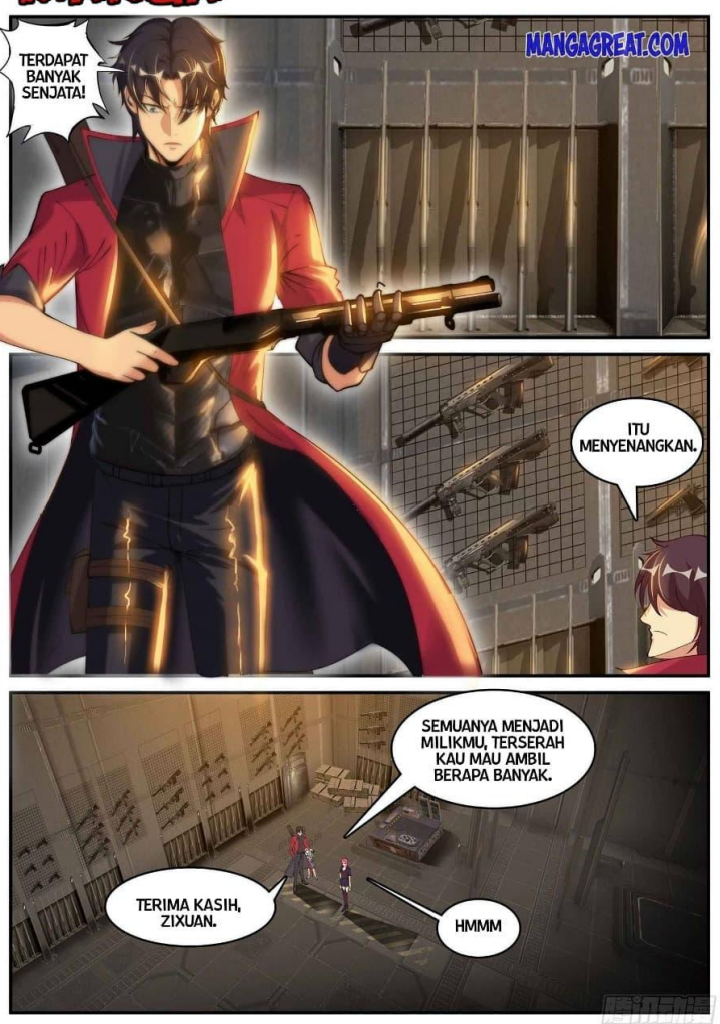 MANGAGREAT.COM
TERDAPAT
BANYAK
SENJATA!
ITU
MENYENANGKAN.
SEMUANYA MENJADI
MILIKMU, TERSERAH
KAU MAU AMBIL
BERAPA BANYAK.
TERIMA KASIH,
ZIXUAN.
HMMM